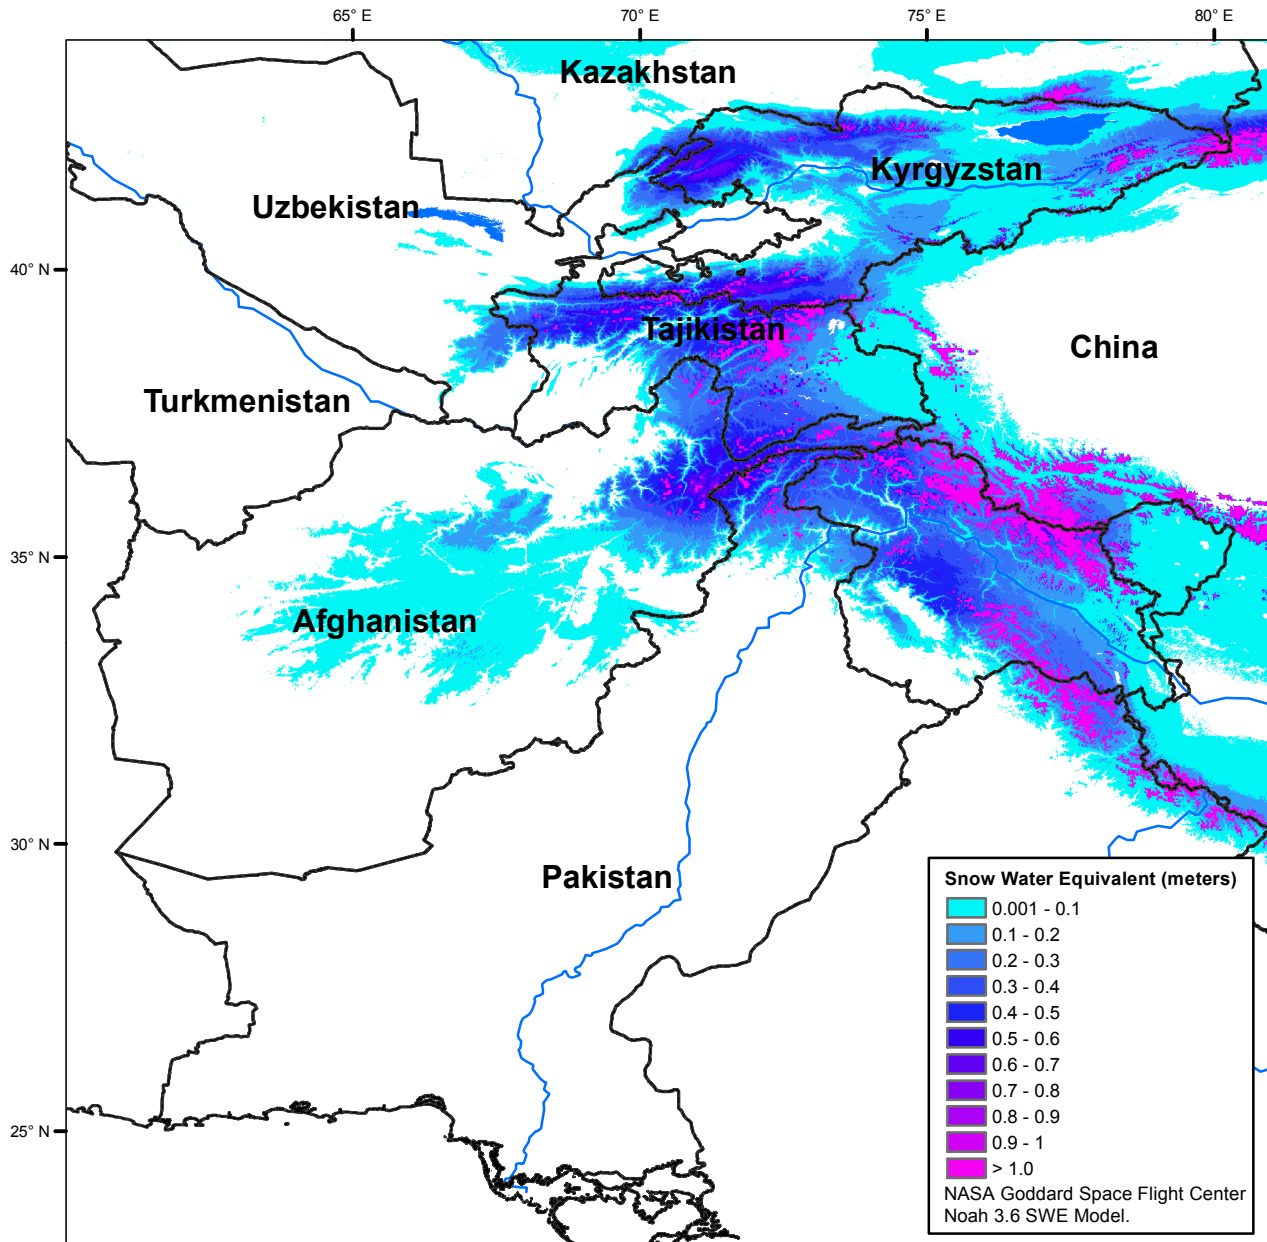 65° E
70° E
75° E
80° E
Kazakhstan
Kyrgyzstan
Uzbekistan
40° N
Tajikistan
China
Turkmenistan
35° N
Afghanistan
30° N
Pakistan
25° N
Snow Water Equivalent (meters)
0.001 - 0.1
0.1 - 0.2
0.2 - 0.3
0.3 - 0.4
0.4 - 0.5
0.5 - 0.6
0.6 - 0.7
0.7 - 0.8
0.8 - 0.9
0.9 - 1
> 1.0
NASA Goddard Space Flight Center
Noah 3.6 SWE Model.